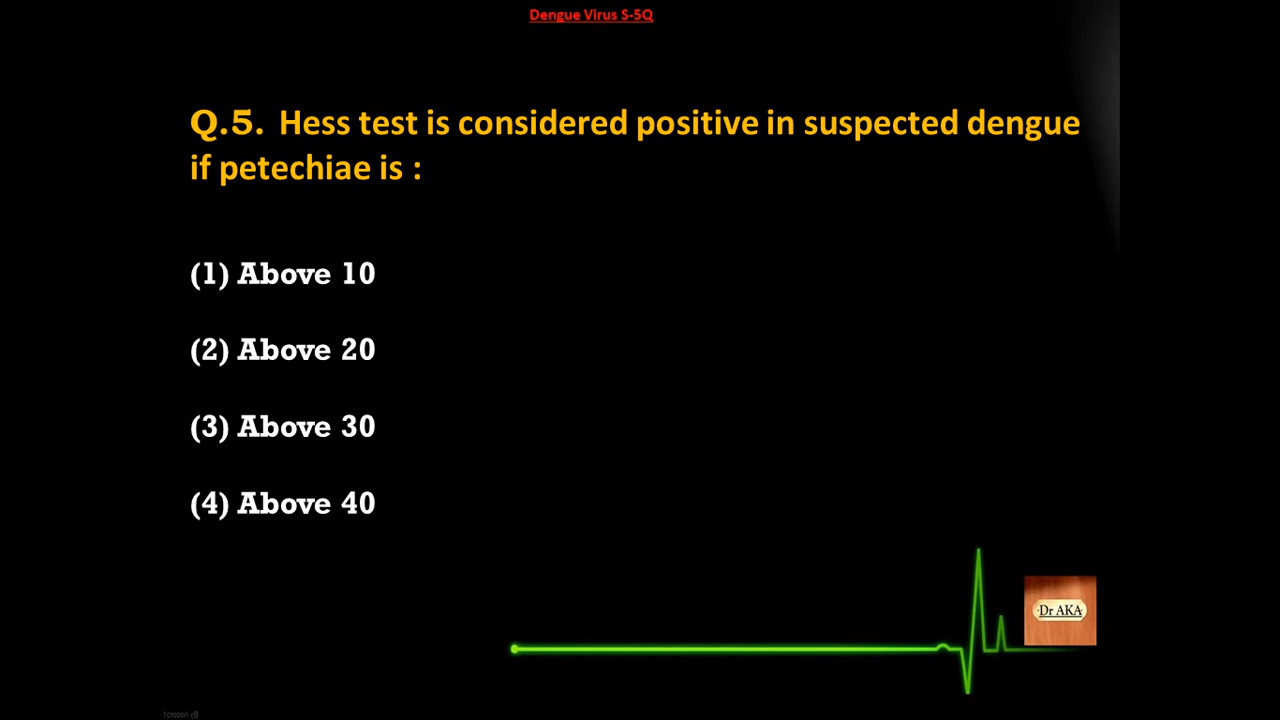 Dengue Virus S-5Q
Q.5. Hess test is considered positive in suspected dengue
if petechiae is :
(1) Above 10
(2) Above 20
(3) Above 30
(4) Above 40
Dr AKA